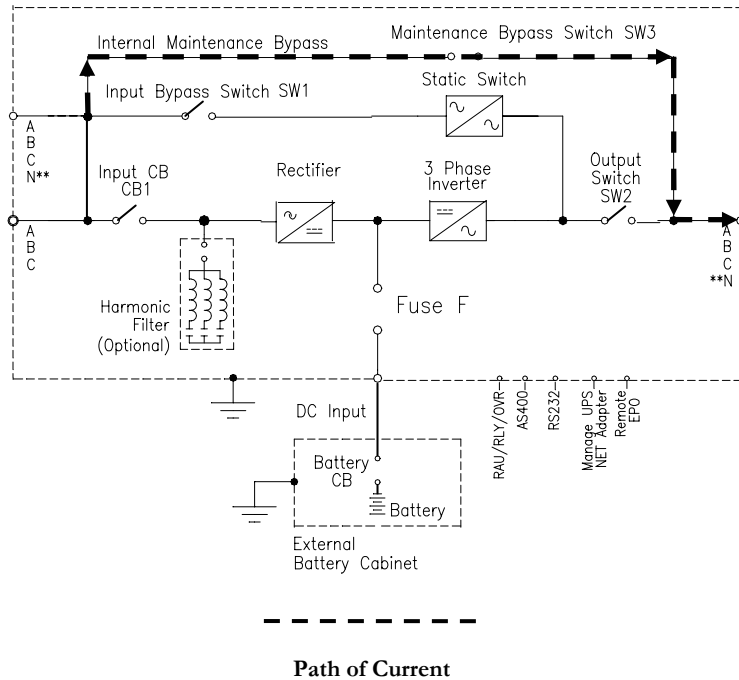 Internal Maintenance Bypass
Maintenance Bypass Switch SW3
Input Bypass Switch SW1
Static Switch
A
B
C
N**
Input CB
CB1
Rectifier
3 Phase
Inverter
Output
Switch
SW2
A
B
C
A
B
C
**N
Harmonic
Filter
(Optional)
Fuse F
DC Input
RAU/RLY/OVR
AS400
RS232
Manage UPS
NET Adapter
Remote
EPO
Battery
CB
Battery
External
Battery Cabinet
Path of Current